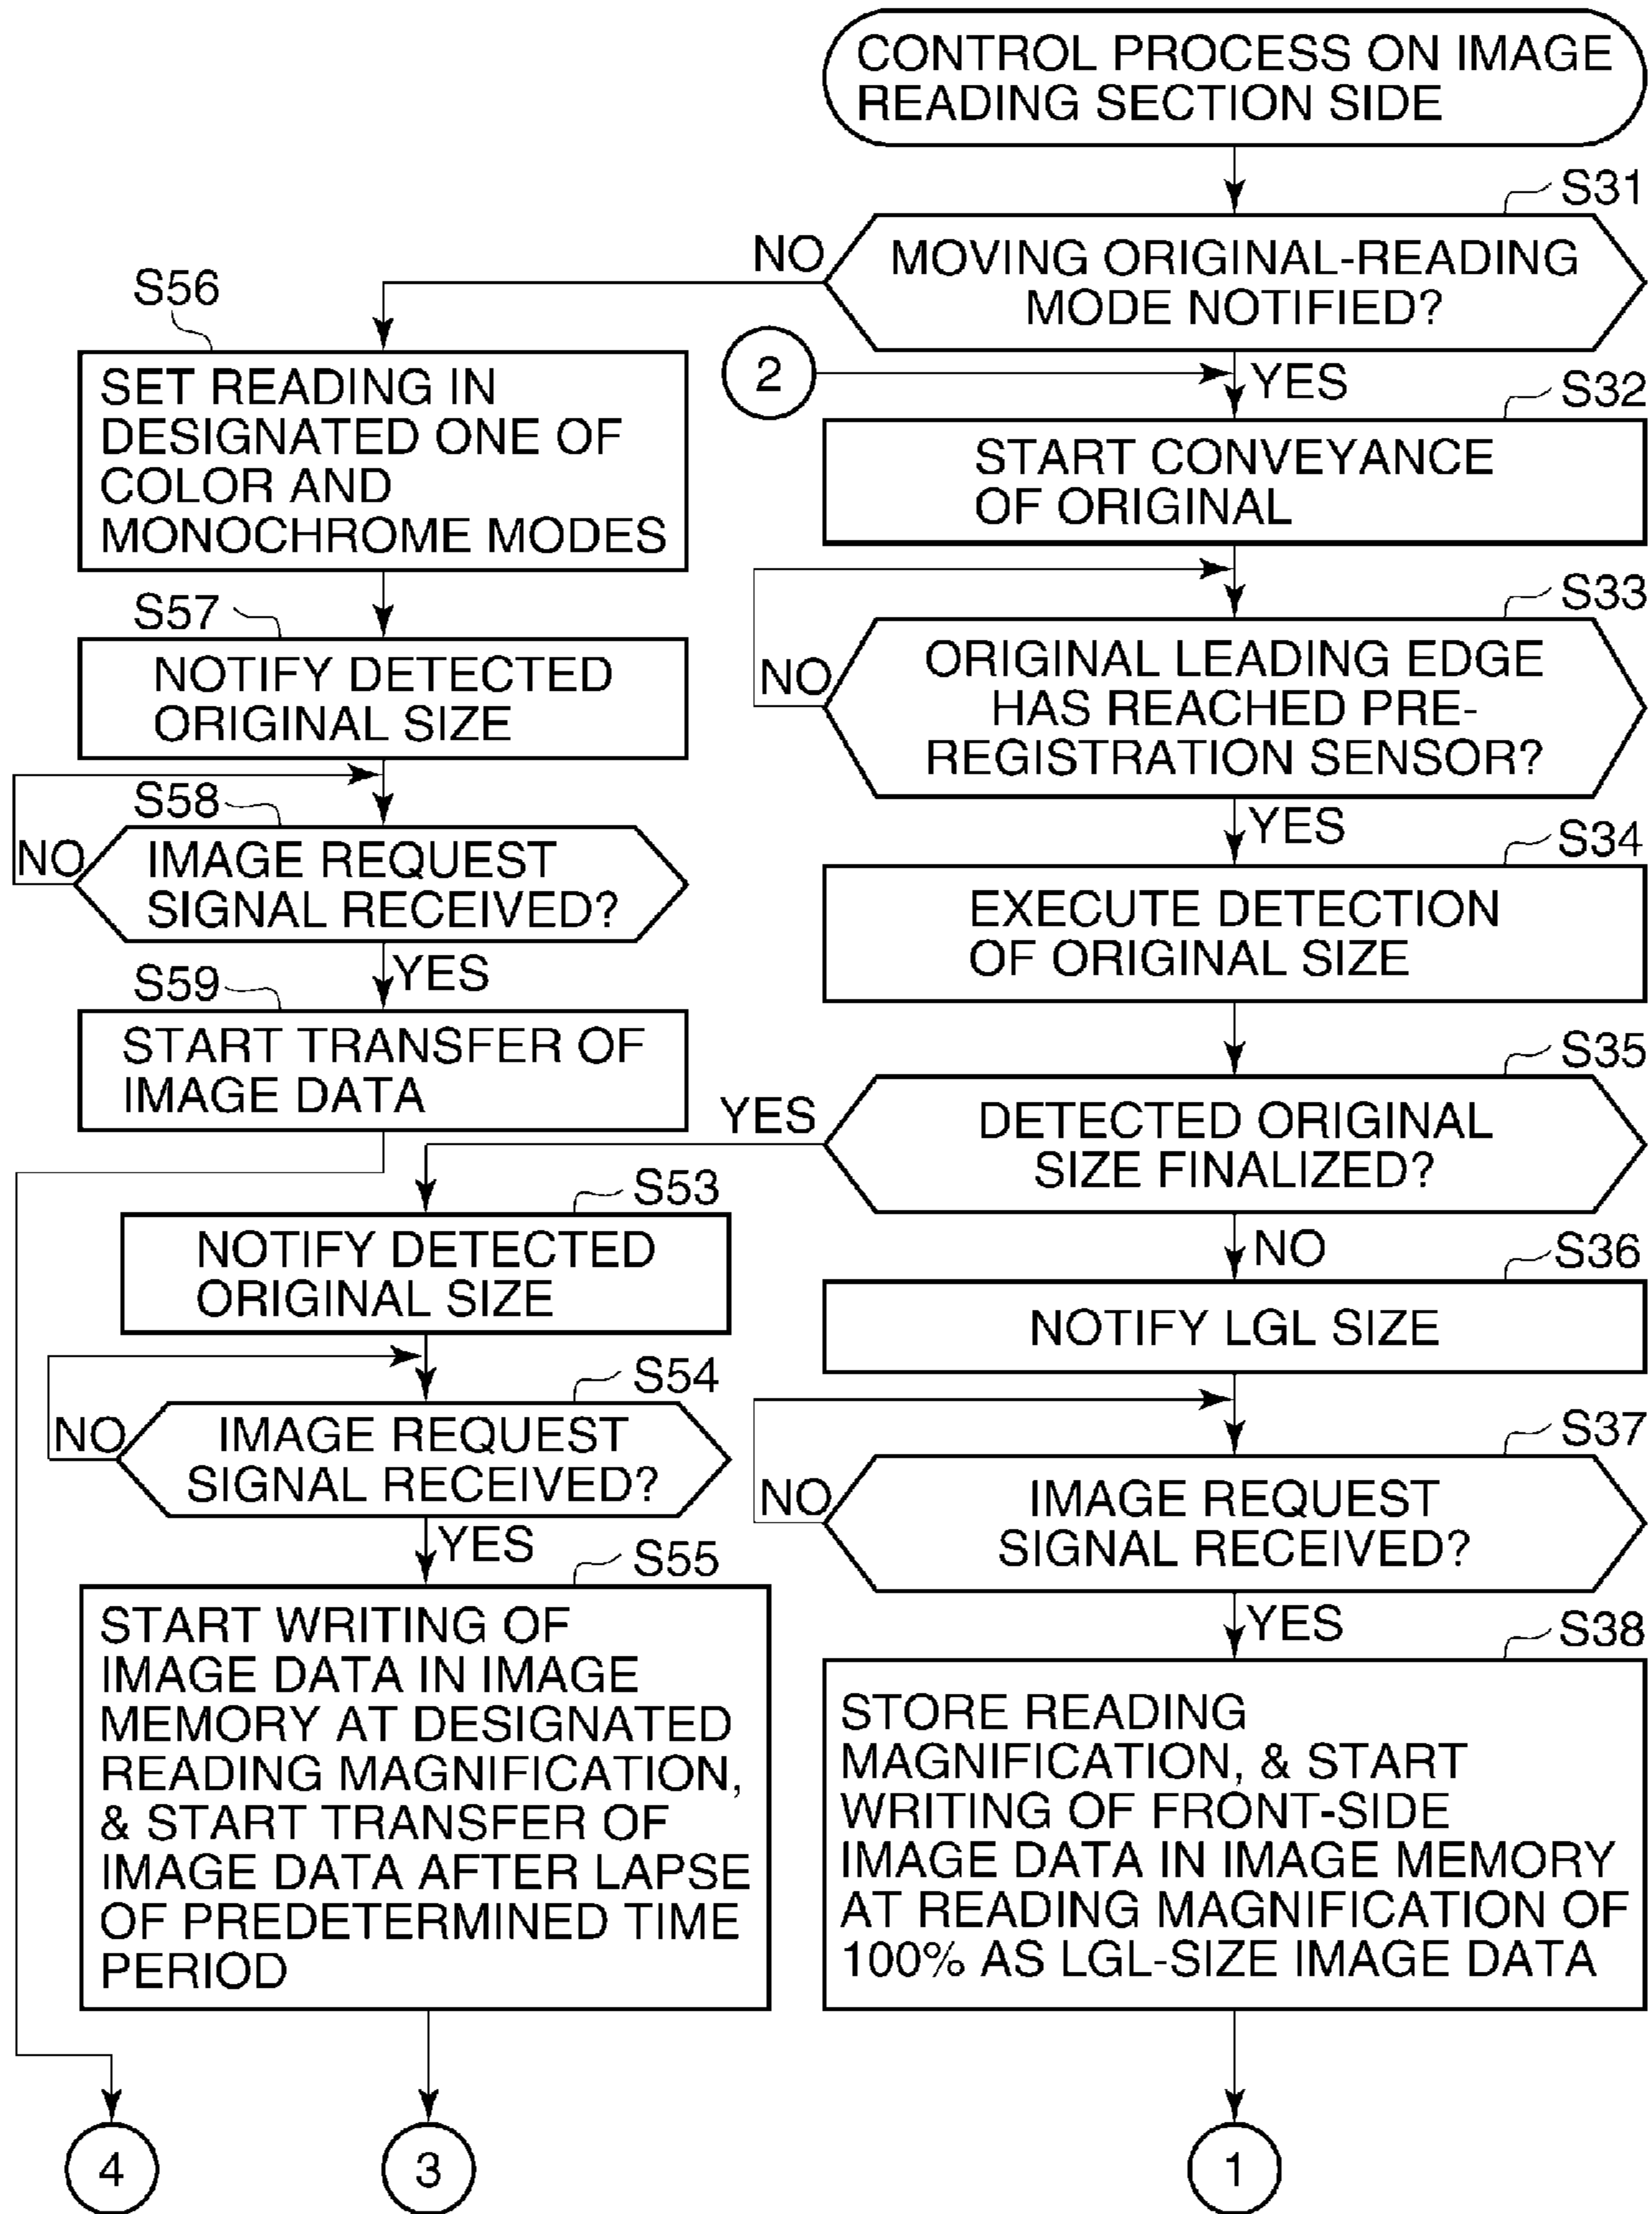 CONTROL PROCESS ON IMAGE
READING SECTION SIDE
S31
MOVING ORIGINAL-READING
MODE NOTIFIED?
NO
YES
2
S32
START CONVEYANCE
OF ORIGINAL
S33
ORIGINAL LEADING EDGE
HAS REACHED PRE-
REGISTRATION SENSOR?
NO
YES
S34
EXECUTE DETECTION
OF ORIGINAL SIZE
S35
DETECTED ORIGINAL
SIZE FINALIZED?
YES
NO
S36
NOTIFY LGL SIZE
S37
IMAGE REQUEST
SIGNAL RECEIVED?
NO
YES
S38
STORE READING
MAGNIFICATION, & START
WRITING OF FRONT-SIDE
IMAGE DATA IN IMAGE MEMORY
AT READING MAGNIFICATION OF
100% AS LGL-SIZE IMAGE DATA
1
S56
SET READING IN
DESIGNATED ONE OF
COLOR AND
MONOCHROME MODES
S57
NOTIFY DETECTED
ORIGINAL SIZE
S58
IMAGE REQUEST
SIGNAL RECEIVED?
NO
YES
S59
START TRANSFER OF
IMAGE DATA
S53
NOTIFY DETECTED
ORIGINAL SIZE
S54
IMAGE REQUEST
SIGNAL RECEIVED?
NO
YES
S55
START WRITING OF
IMAGE DATA IN IMAGE
MEMORY AT DESIGNATED
READING MAGNIFICATION,
& START TRANSFER OF
IMAGE DATA AFTER LAPSE
OF PREDETERMINED TIME
PERIOD
4
3